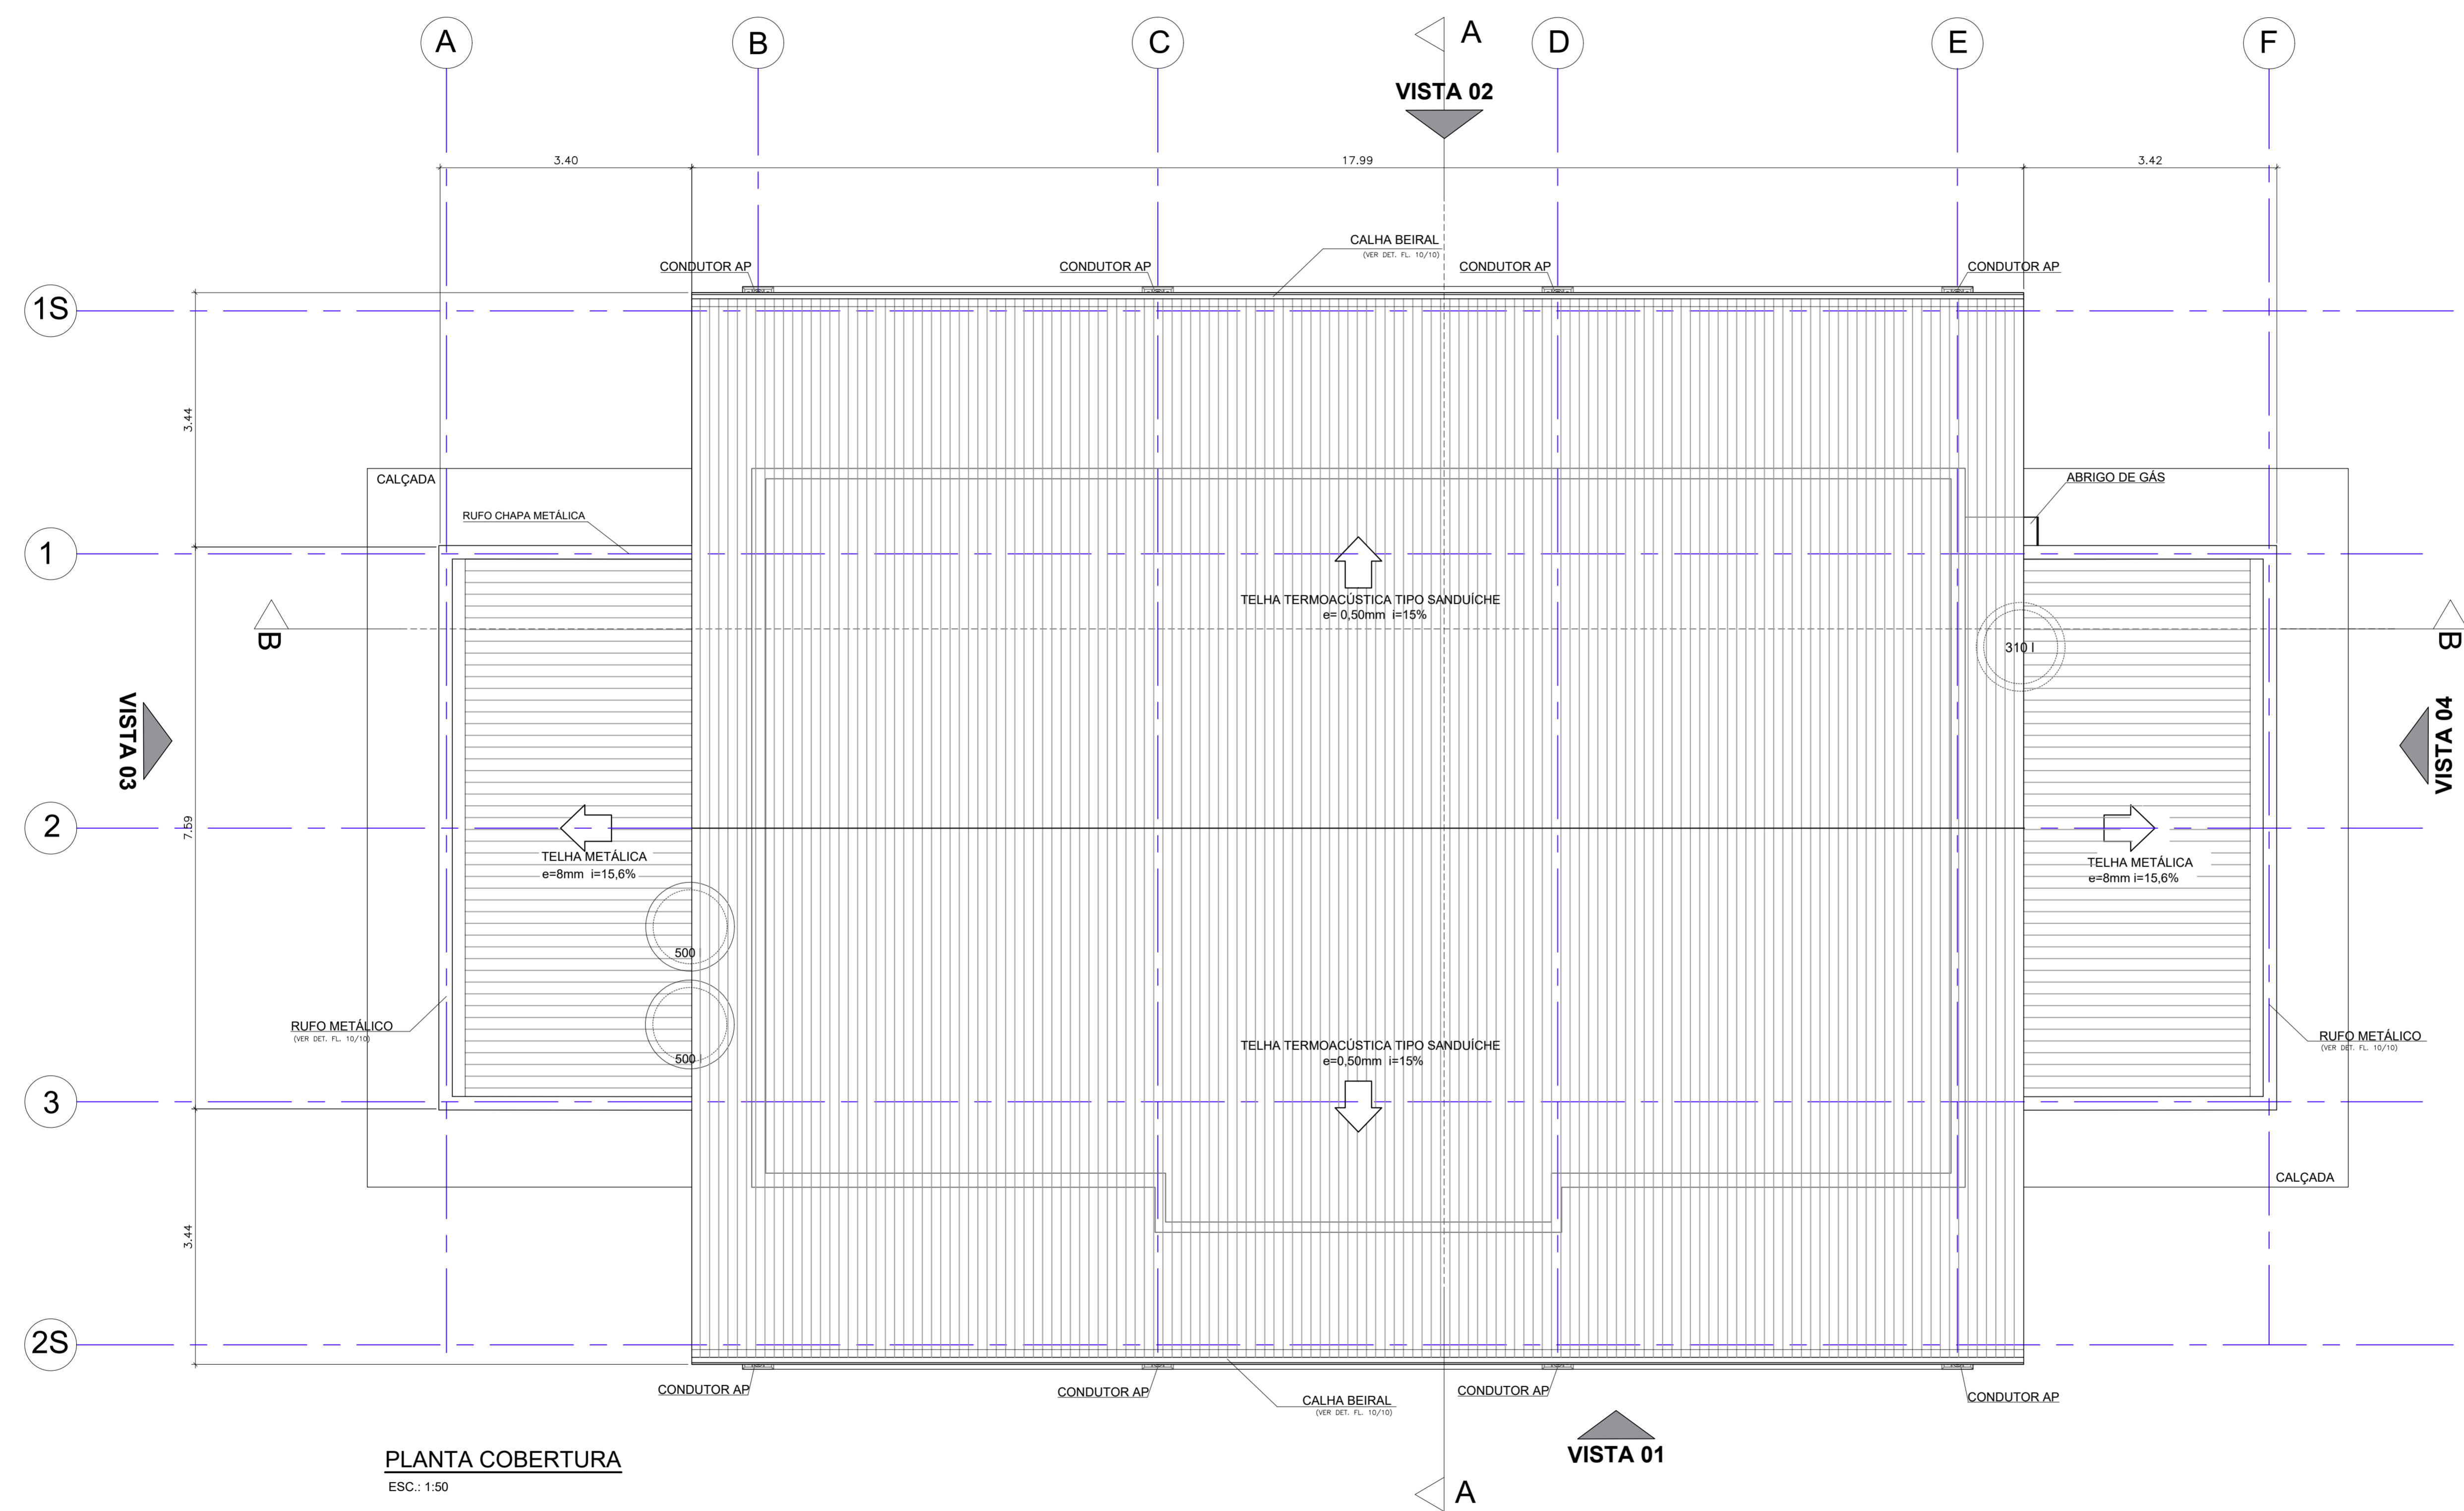 A
B
C
A
D
E
F
VISTA 02
3.40
17.99
3.42
CALHA BEIRAL
(VER DET. FL. 10/10)
CONDUTOR AP
CONDUTOR AP
CONDUTOR AP
CONDUTOR AP
1S
3.44
CALÇADA
ABRIGO DE GÁS
RUFO CHAPA METÁLICA
1
TELHA TERMOACÚSTICA TIPO SANDUÍCHE
e= 0,50mm i=15%
B
B
310 l
VISTA 03
VISTA 04
2
7.59
TELHA METÁLICA
e=8mm i=15,6%
TELHA METÁLICA
e=8mm i=15,6%
500 l
RUFO METÁLICO
(VER DET. FL. 10/10)
500 l
TELHA TERMOACÚSTICA TIPO SANDUÍCHE
e=0,50mm i=15%
RUFO METÁLICO
(VER DET. FL. 10/10)
3
CALÇADA
3.44
2S
CONDUTOR AP
CONDUTOR AP
CALHA BEIRAL
(VER DET. FL. 10/10)
CONDUTOR AP
CONDUTOR AP
VISTA 01
PLANTA COBERTURA
ESC.: 1:50
A